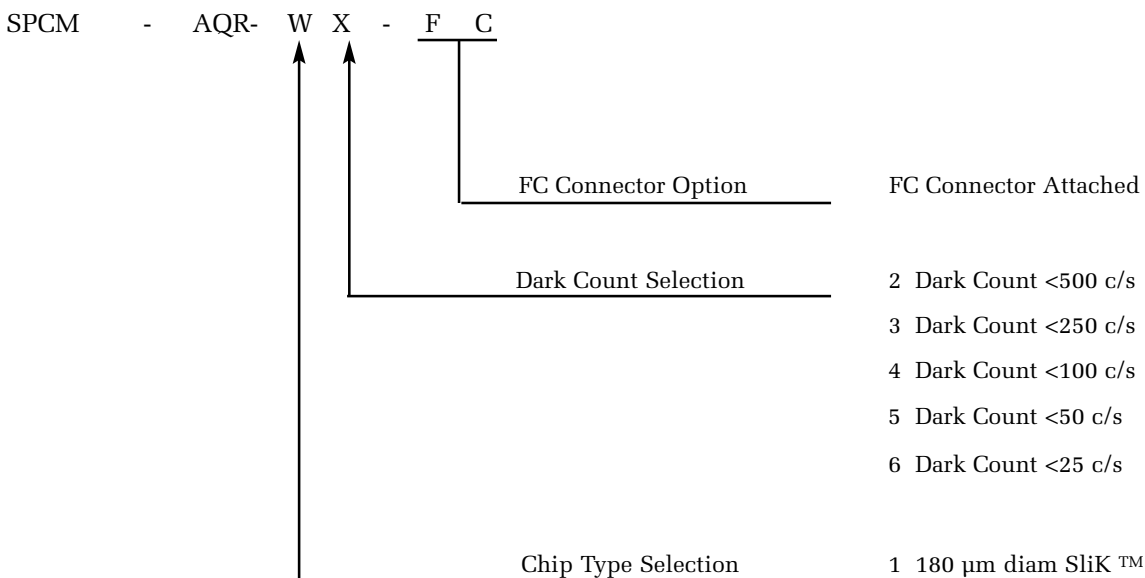 SPCM - AQR- W X - F C
FC Connector Option FC Connector Attached
Dark Count Selection 2 Dark Count <500 c/s
3 Dark Count <250 c/s
4 Dark Count <100 c/s
5 Dark Count <50 c/s
6 Dark Count <25 c/s
Chip Type Selection 1 180 µm diam SliK ™